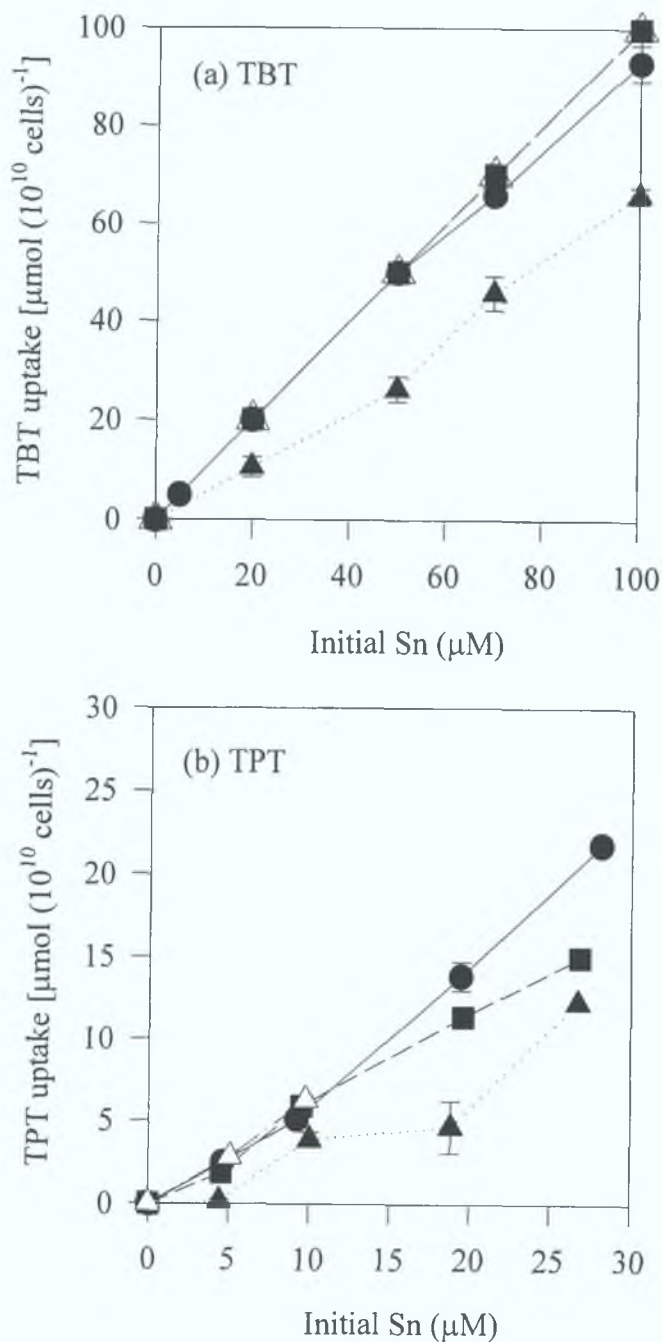 100
80
60
40
20
0
(a) TBT
TBT uptake [μmol (10¹⁰ cells)⁻¹]
0 20 40 60 80 100
Initial Sn (μM)
30
25
20
15
10
5
0
(b) TPT
TPT uptake [μmol (10¹⁰ cells)⁻¹]
0 5 10 15 20 25 30
Initial Sn (μM)